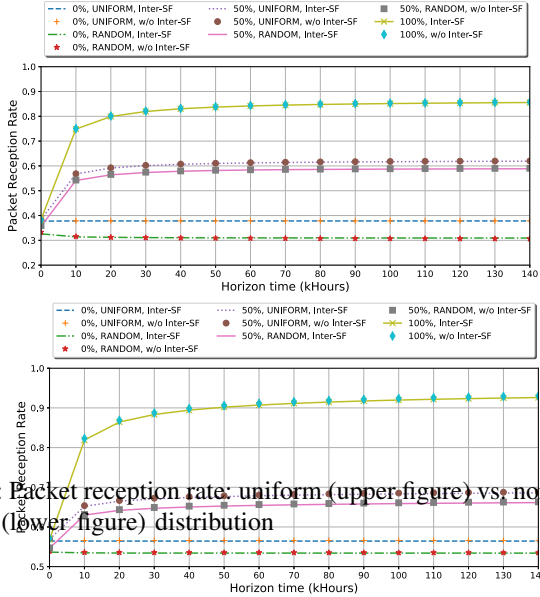 0%, UNIFORM, Inter-SF
0%, UNIFORM, w/o Inter-SF
0%, RANDOM, Inter-SF
0%, RANDOM, w/o Inter-SF
50%, UNIFORM, Inter-SF
50%, UNIFORM, w/o Inter-SF
50%, RANDOM, Inter-SF
50%, RANDOM, w/o Inter-SF
100%, Inter-SF
100%, w/o Inter-SF
Packet Reception Rate
1.0
0.9
0.8
0.7
0.6
0.5
0.4
0.3
0.2
0 10 20 30 40 50 60 70 80 90 100 110 120 130 140
Horizon time (kHours)
0%, UNIFORM, Inter-SF
0%, UNIFORM, w/o Inter-SF
0%, RANDOM, Inter-SF
0%, RANDOM, w/o Inter-SF
50%, UNIFORM, Inter-SF
50%, UNIFORM, w/o Inter-SF
50%, RANDOM, Inter-SF
50%, RANDOM, w/o Inter-SF
100%, Inter-SF
100%, w/o Inter-SF
Packet Reception Rate
1.0
0.9
0.8
0.7
: Packet reception rate: uniform (upper figure) vs. no
(lower figure) distribution
0.5
0 10 20 30 40 50 60 70 80 90 100 110 120 130 14
Horizon time (kHours)